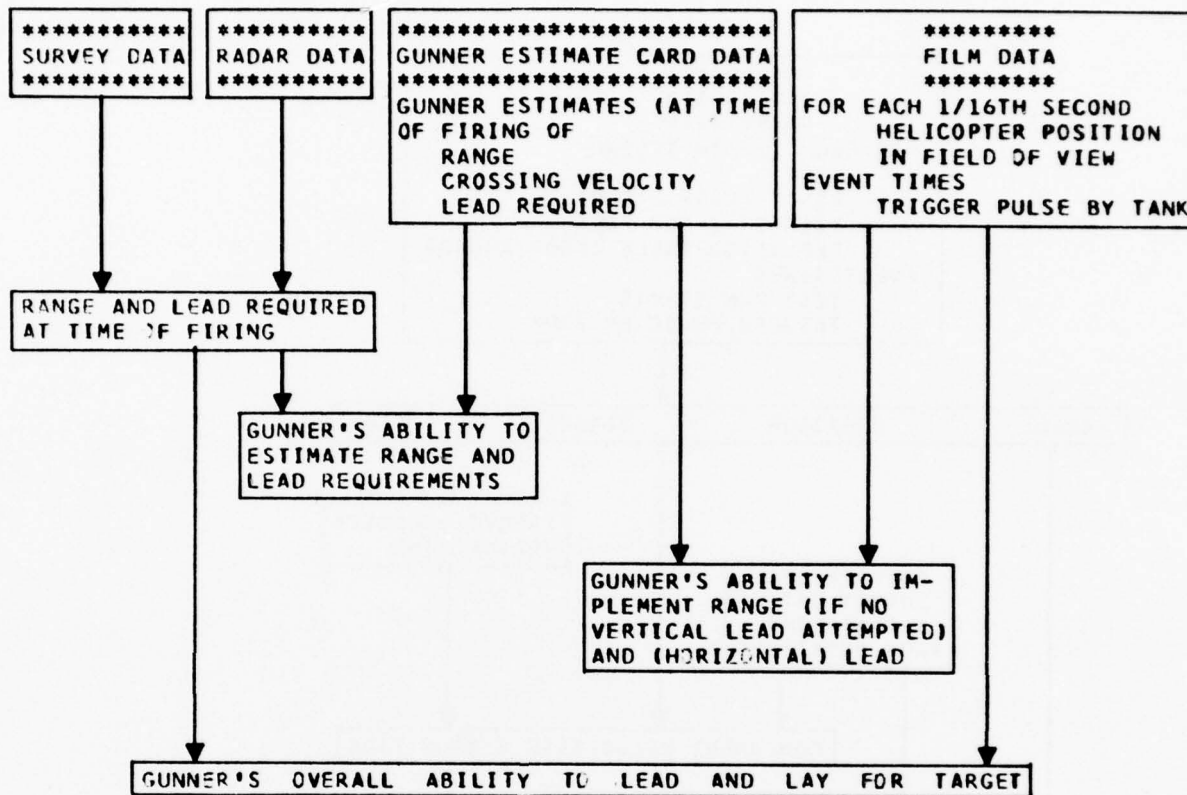 ***********
SURVEY DATA
***********
**********
RADAR DATA
**********
***************************
GUNNER ESTIMATE CARD DATA
***************************
GUNNER ESTIMATES (AT TIME
OF FIRING OF
RANGE
CROSSING VELOCITY
LEAD REQUIRED
*********
FILM DATA
*********
FOR EACH 1/16TH SECOND
HELICOPTER POSITION
IN FIELD OF VIEW
EVENT TIMES
TRIGGER PULSE BY TANK
RANGE AND LEAD REQUIRED
AT TIME OF FIRING
GUNNER'S ABILITY TO
ESTIMATE RANGE AND
LEAD REQUIREMENTS
GUNNER'S ABILITY TO IM-
PLEMENT RANGE (IF NO
VERTICAL LEAD ATTEMPTED)
AND (HORIZONTAL) LEAD
GUNNER'S OVERALL ABILITY TO LEAD AND LAY FOR TARGET